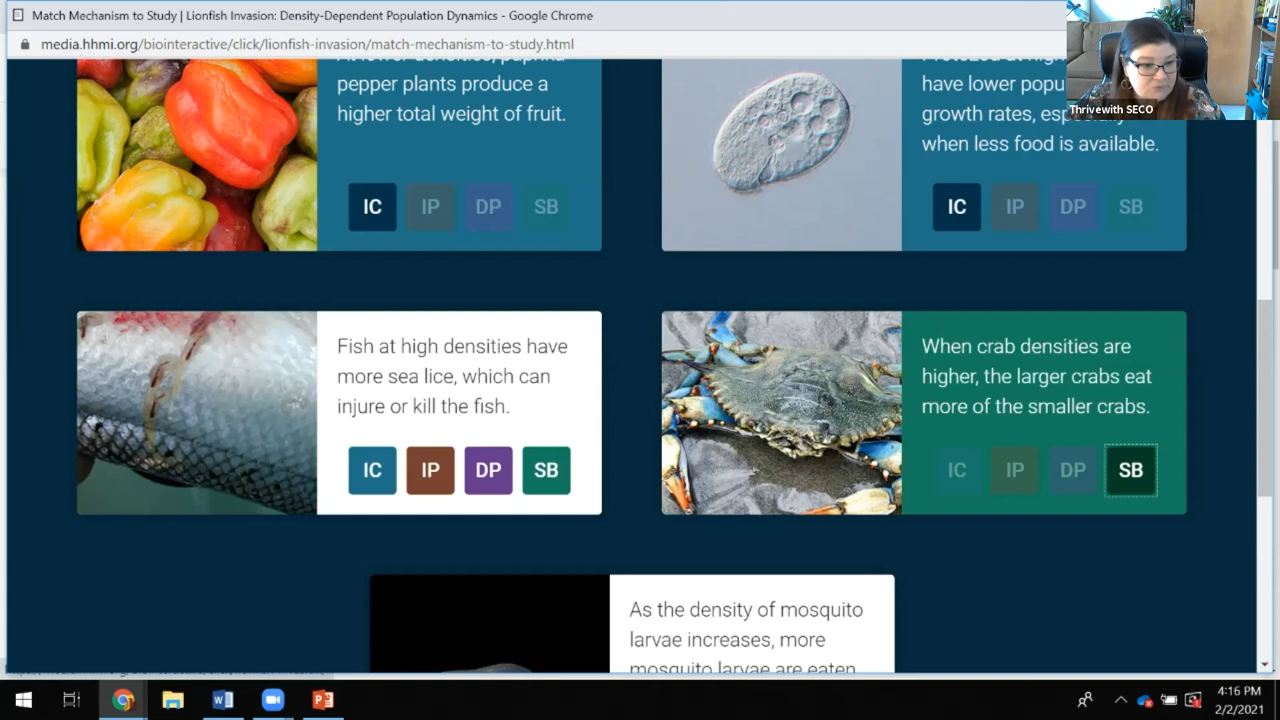 Match Mechanism to Study | Lionfish Invasion: Density-Dependent Population Dynamics - Google Chrome
media.hhmi.org/biointeractive/click/lionfish-invasion/match-mechanism-to-study.html
Thrivewith SECO
pepper plants produce a
higher total weight of fruit.
IC IP DP SB
have lower popu
growth rates,
when less food is available.
IC IP DP SB
Fish at high densities have
more sea lice, which can
injure or kill the fish.
IC IP DP SB
When crab densities are
higher, the larger crabs eat
more of the smaller crabs.
IC IP DP SB
As the density of mosquito
larvae increases, more
mosquito larvae are eaten
4:16 PM
2/2/2021